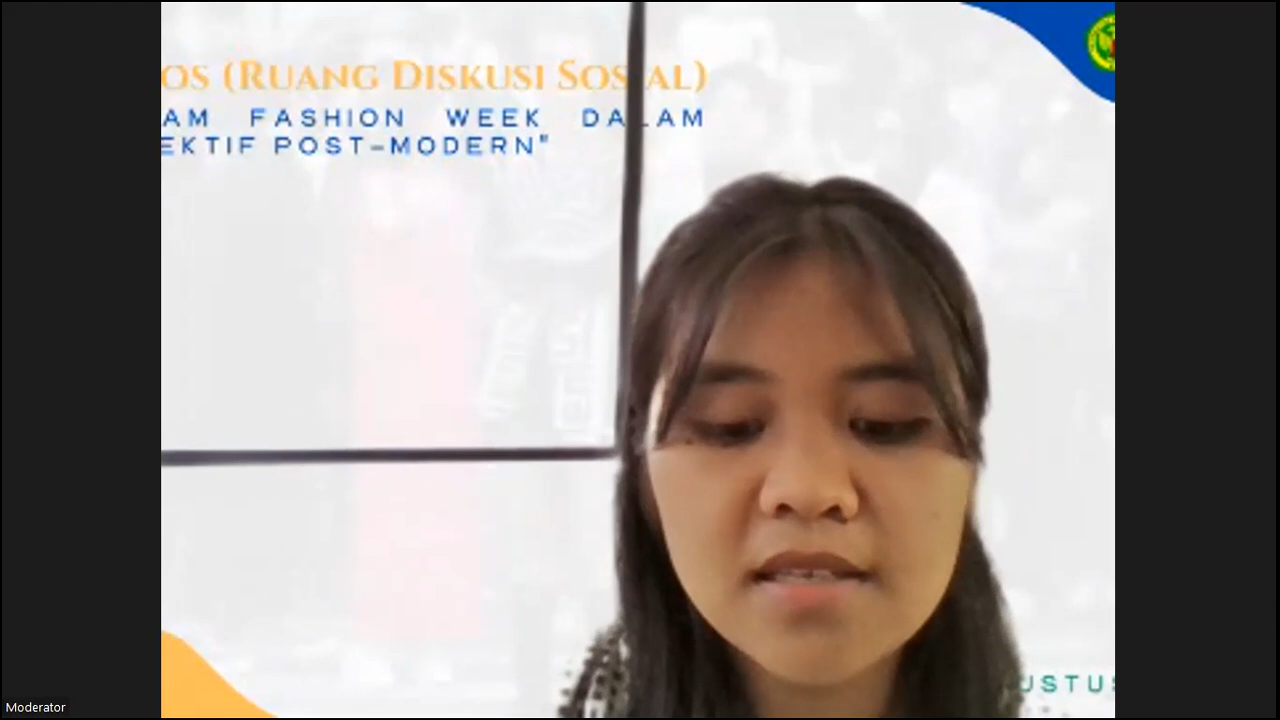 OS (RUANG DISKUSI SOSIAL)
AM FASHION WEEK DALAM
EKTIF POST-MODERN"
USTUS
Moderator